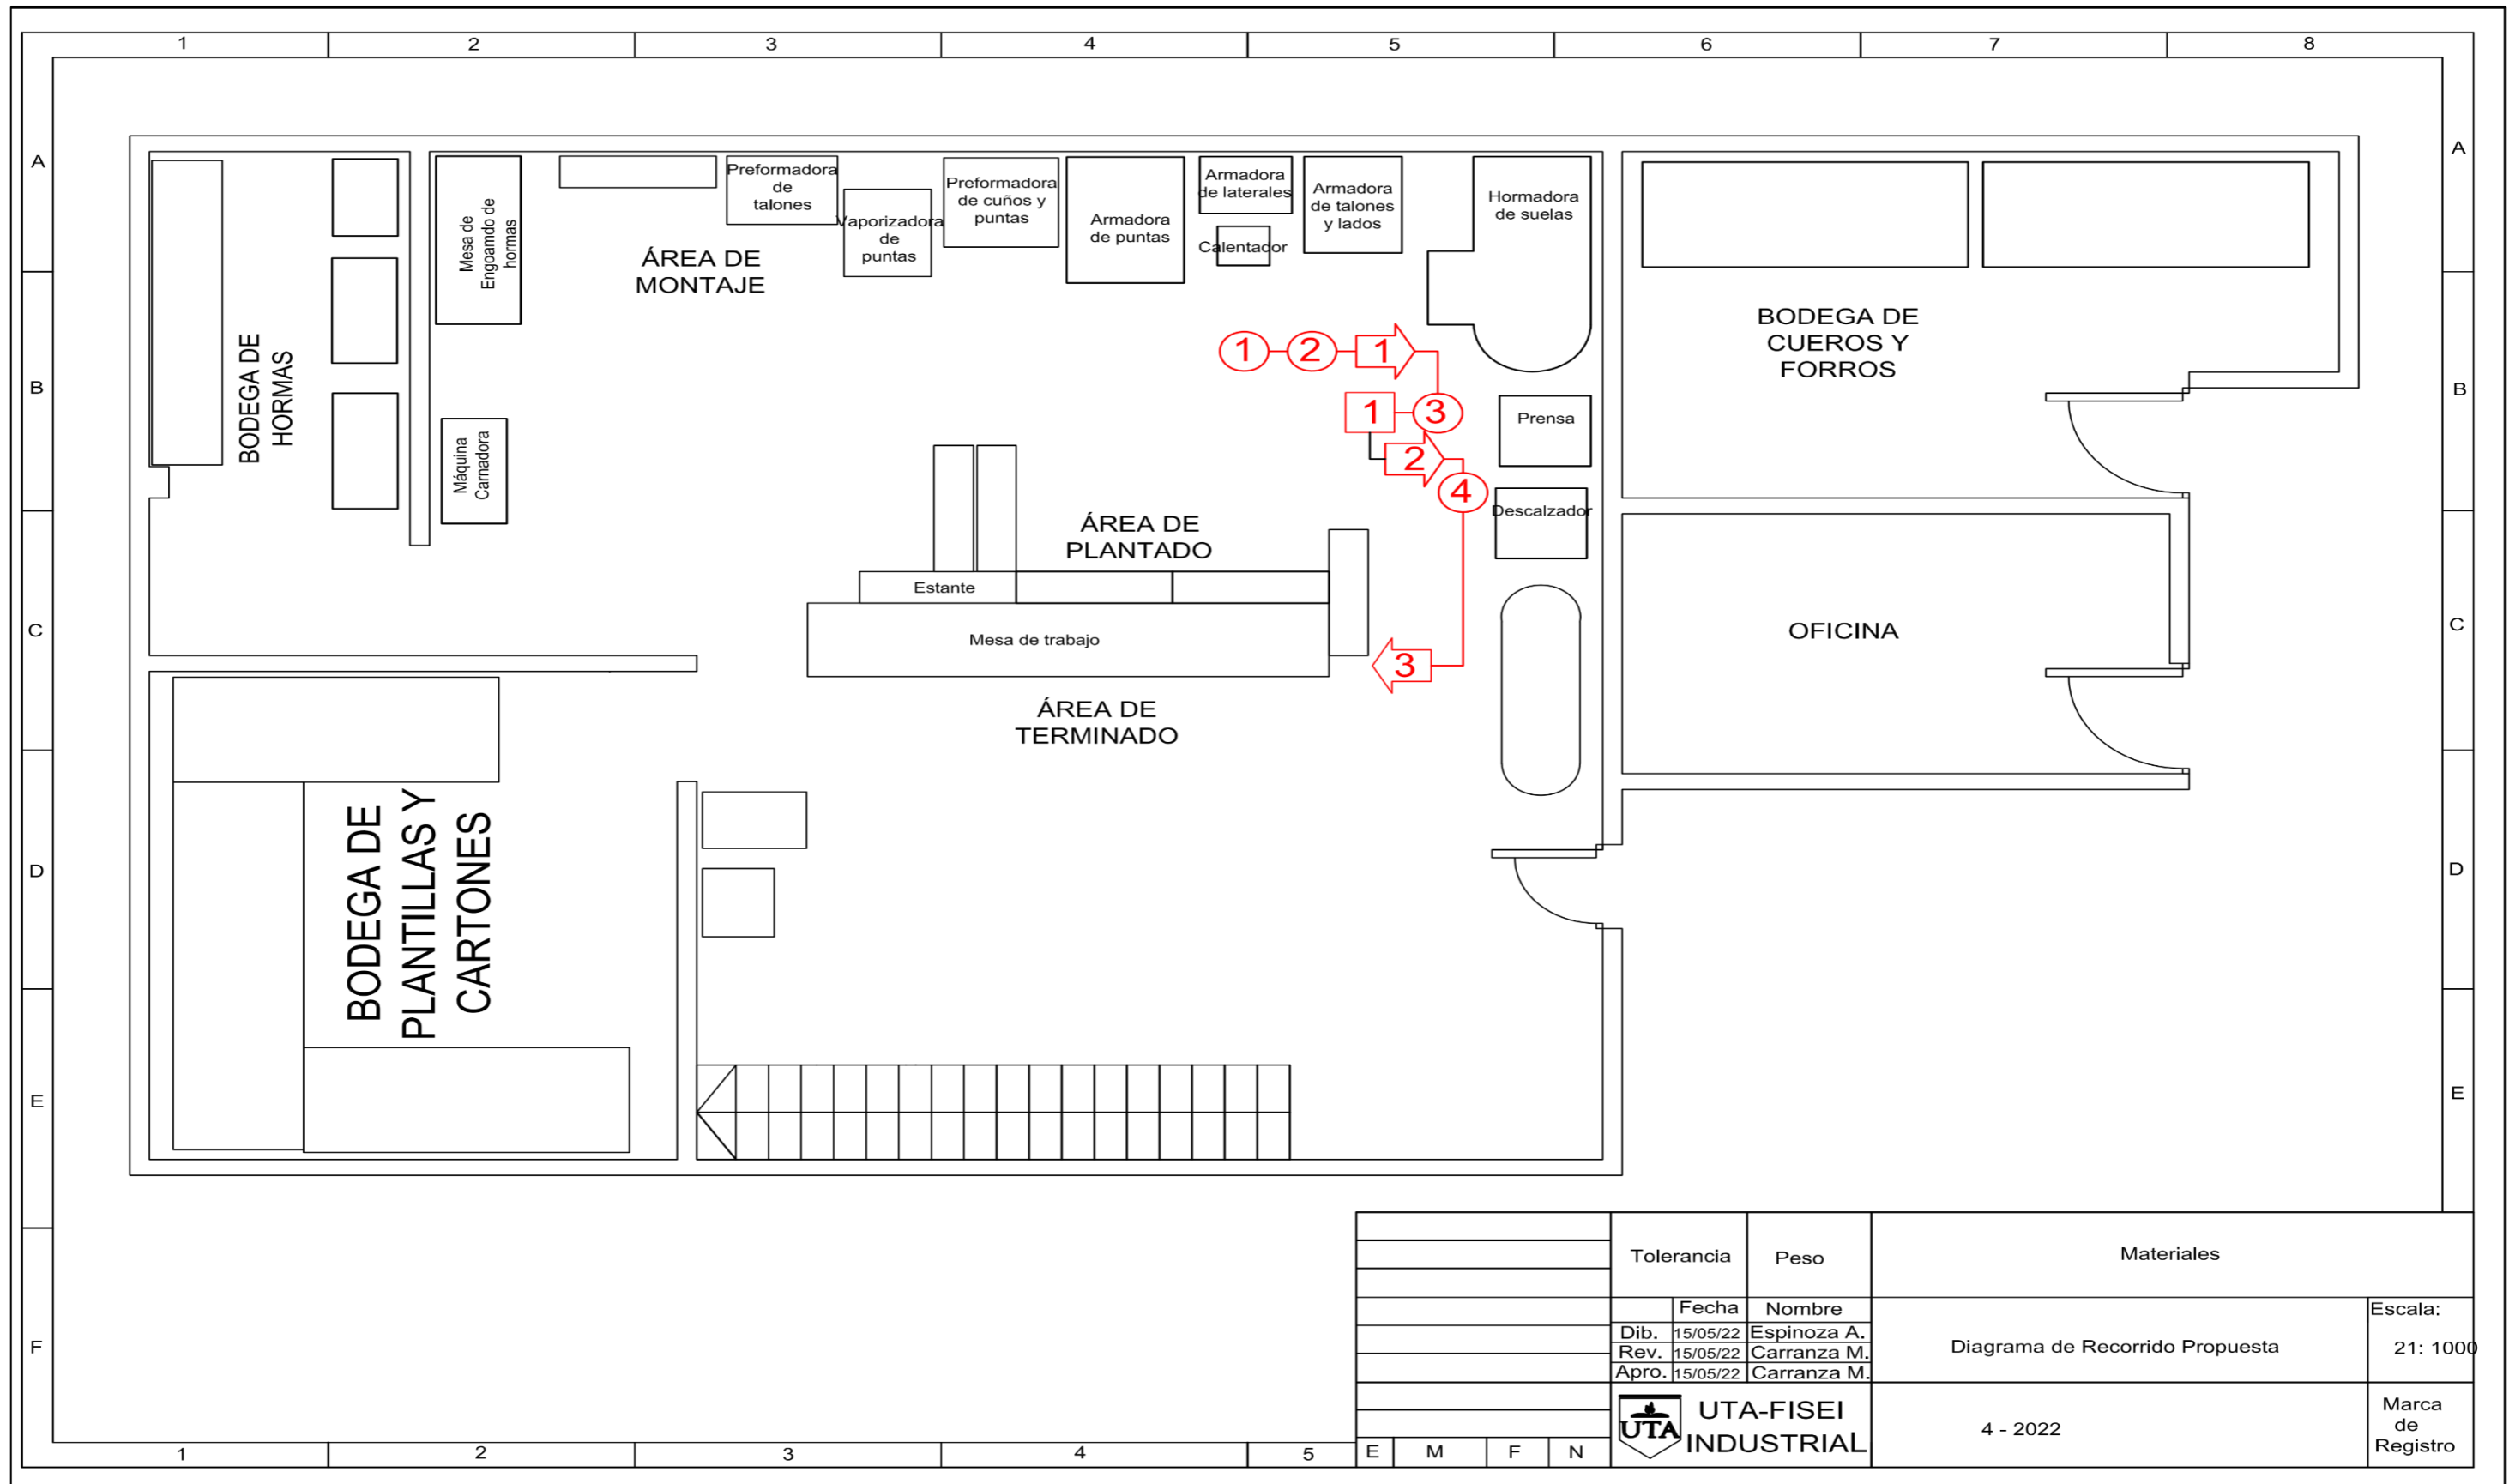 1 2 3 4 5 6 7 8
A A
B B
C C
D D
E E
F
BODEGA DE
HORMAS
Mesa de
Engoamdo de
hormas
Máquina
Carnadora
ÁREA DE
MONTAJE
Preformadora
de
talones
Vaporizadora
de
puntas
Preformadora
de cuños y
puntas
Armadora
de puntas
Armadora
de laterales
Calentador
Armadora
de talones
y lados
Hormadora
de suelas
1 2 1
1 3
2
4
3
Prensa
Descalzador
BODEGA DE
CUEROS Y
FORROS
ÁREA DE
PLANTADO
Estante
Mesa de trabajo
OFICINA
ÁREA DE
TERMINADO
BODEGA DE
PLANTILLAS Y
CARTONES
Tolerancia Peso Materiales
Fecha Nombre
Dib. 15/05/22 Espinoza A.
Rev. 15/05/22 Carranza M.
Apro. 15/05/22 Carranza M.
Diagrama de Recorrido Propuesta
Escala:
21: 1000
UTA
UTA-FISEI
INDUSTRIAL
4 - 2022
Marca
de
Registro
1 2 3 4 5 E M F N